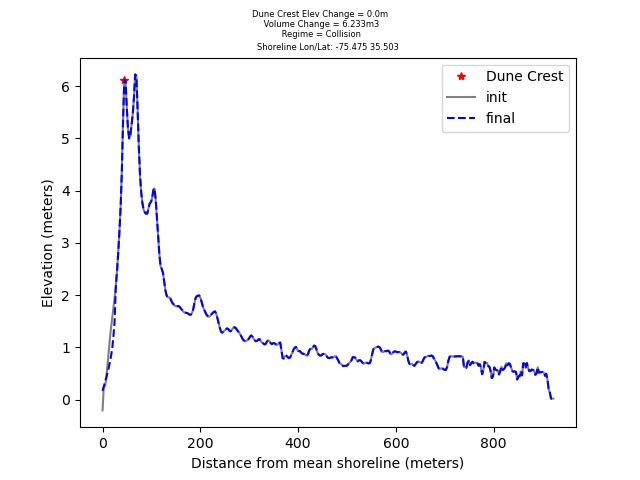 Dune Crest Elev Change = 0.0m
Volume Change = 6.233m3
Regime = Collision
Shoreline Lon/Lat: -75.475 35.503
Dune Crest
init
final
6
5
4
3
2
1
0
Elevation (meters)
0 200 400 600 800
Distance from mean shoreline (meters)